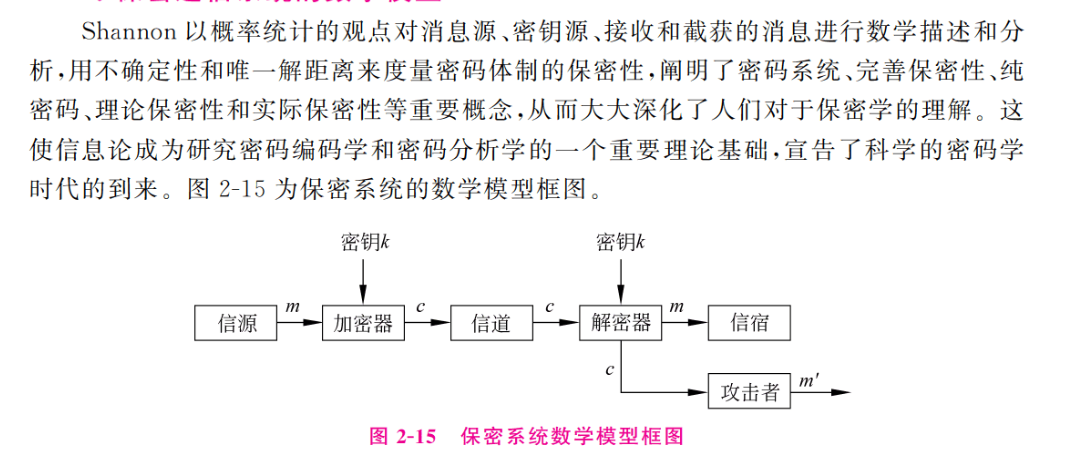 Shannon 以概率统计的观点对消息源、密钥源、接收和截获的消息进行数学描述和分
析,用不确定性和唯一解距离来度量密码体制的保密性,阐明了密码系统、完善保密性、纯
密码、理论保密性和实际保密性等重要概念,从而大大深化了人们对于保密学的理解。这
使信息论成为研究密码编码学和密码分析学的一个重要理论基础,宣告了科学的密码学
时代的到来。图 2-15 为保密系统的数学模型框图。
密钥k 密钥k
信源 m 加密器 c 信道 c 解密器 m 信宿
c 攻击者 m′
图 2-15 保密系统数学模型框图